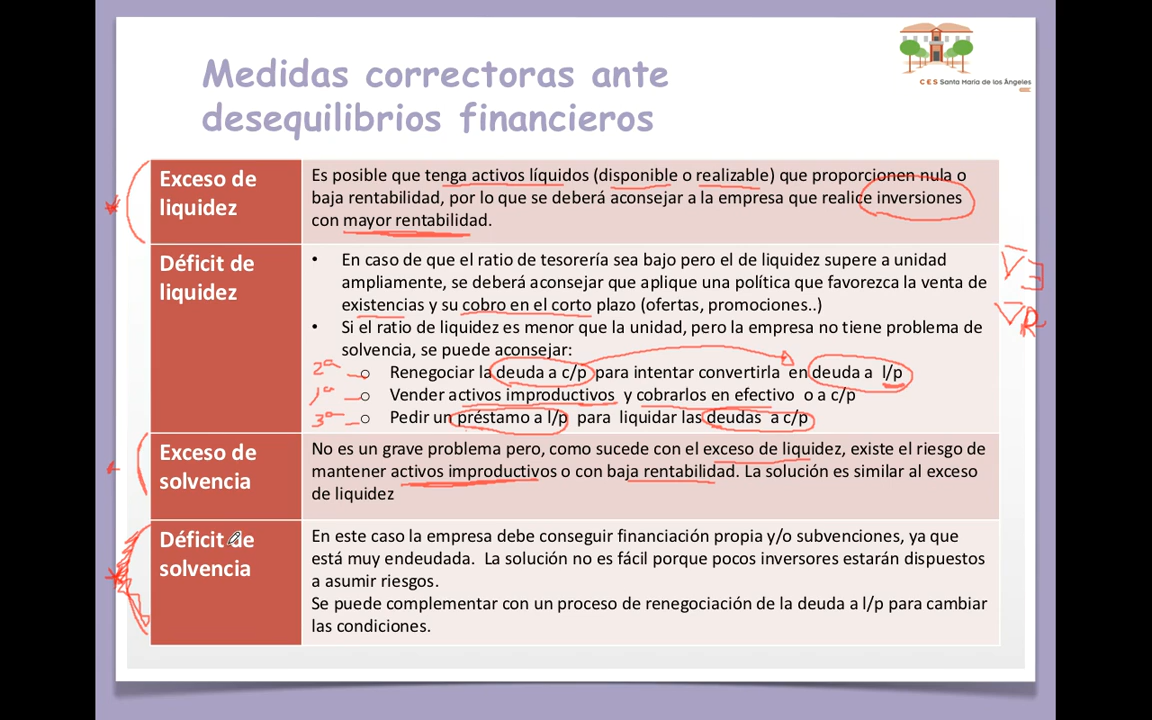 Medidas correctoras ante
desequilibrios financieros
C E S Santa María de los Ángeles
Exceso de
liquidez
Es posible que tenga activos líquidos (disponible o realizable) que proporcionen nula o
baja rentabilidad, por lo que se deberá aconsejar a la empresa que realice inversiones
con mayor rentabilidad.
Déficit de
liquidez
• En caso de que el ratio de tesorería sea bajo pero el de liquidez supere a unidad
ampliamente, se deberá aconsejar que aplique una política que favorezca la venta de
existencias y su cobro en el corto plazo (ofertas, promociones..)
• Si el ratio de liquidez es menor que la unidad, pero la empresa no tiene problema de
solvencia, se puede aconsejar:
2ª o Renegociar la deuda a c/p para intentar convertirla en deuda a l/p
1ª o Vender activos improductivos y cobrarlos en efectivo o a c/p
3ª o Pedir un préstamo a l/p para liquidar las deudas a c/p
Exceso de
solvencia
No es un grave problema pero, como sucede con el exceso de liquidez, existe el riesgo de
mantener activos improductivos o con baja rentabilidad. La solución es similar al exceso
de liquidez
Déficit de
solvencia
En este caso la empresa debe conseguir financiación propia y/o subvenciones, ya que
está muy endeudada. La solución no es fácil porque pocos inversores estarán dispuestos
a asumir riesgos.
Se puede complementar con un proceso de renegociación de la deuda a l/p para cambiar
las condiciones.